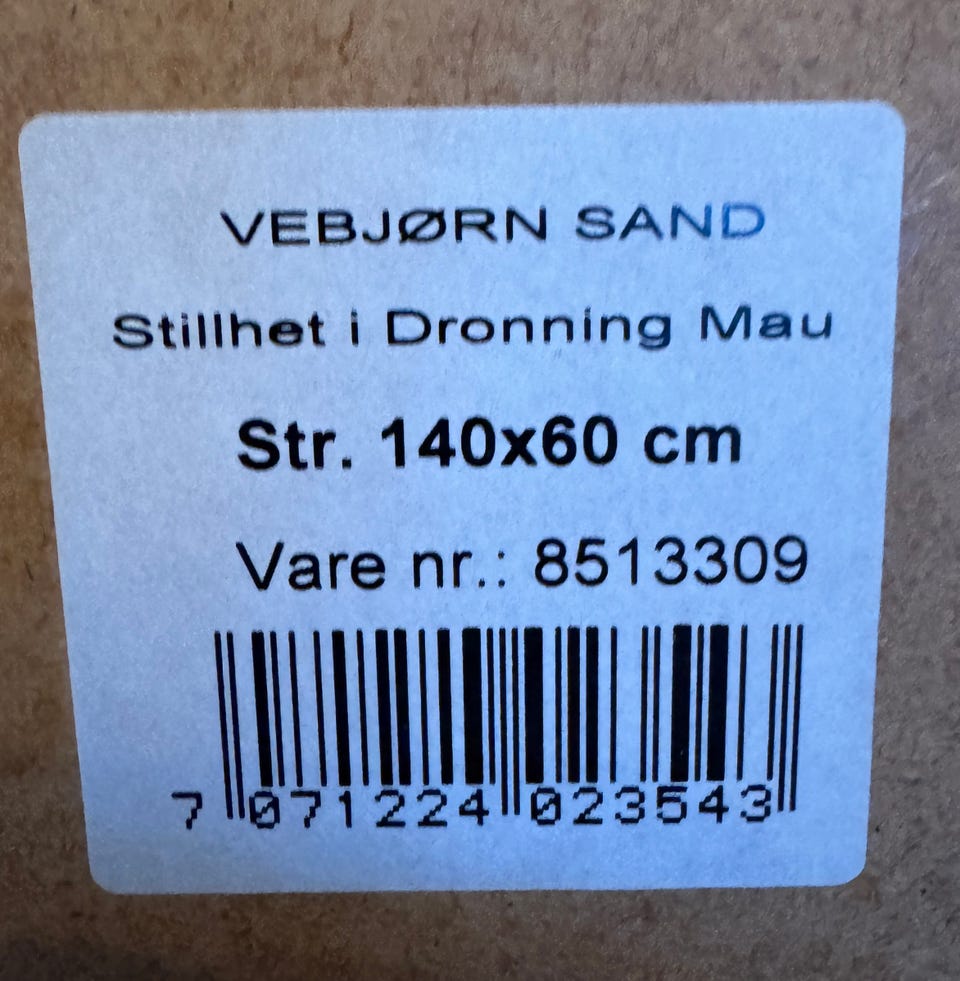 VEBJØRN SAND
Stillhet i Dronning Mau
Str. 140x60 cm
Vare nr.: 8513309
7 071224 023543